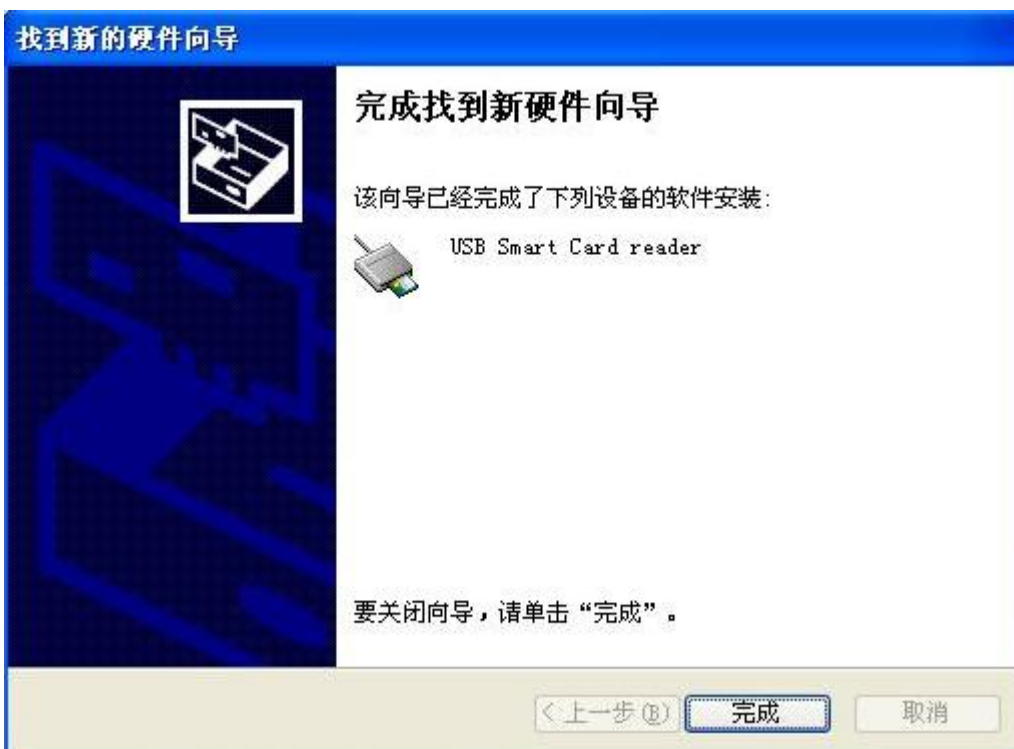 找到新的硬件向导
完成找到新硬件向导
该向导已经完成了下列设备的软件安装:
USB Smart Card reader
要关闭向导，请单击“完成”。
<上一步(B)
完成
取消